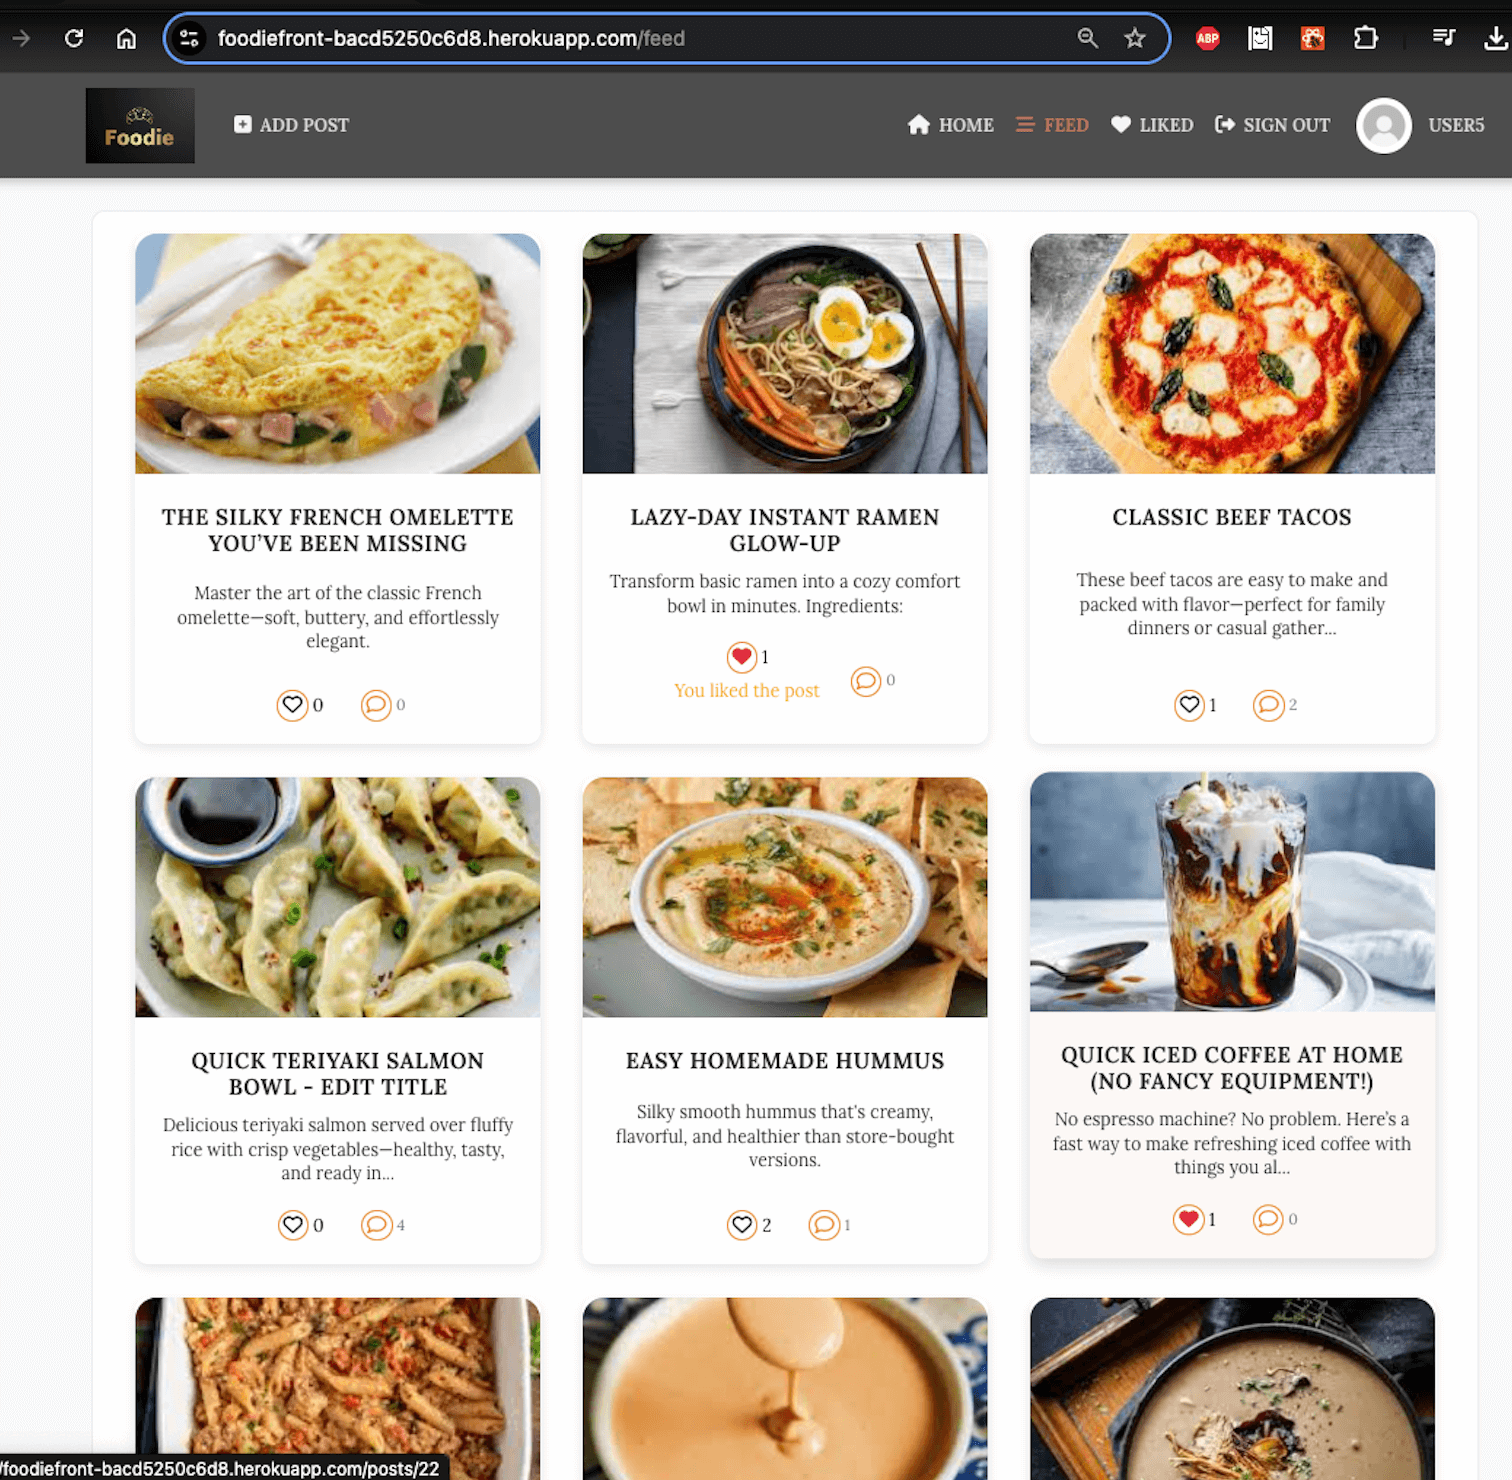 foodiefront-bacd5250c6d8.herokuapp.com/feed
ABP
Foodie
ADD POST
HOME
FEED
LIKED
SIGN OUT
USER5
THE SILKY FRENCH OMELETTE
YOU’VE BEEN MISSING
Master the art of the classic French
omelette—soft, buttery, and effortlessly
elegant.
0
0
LAZY-DAY INSTANT RAMEN
GLOW-UP
Transform basic ramen into a cozy comfort
bowl in minutes. Ingredients:
1
You liked the post
0
CLASSIC BEEF TACOS
These beef tacos are easy to make and
packed with flavor—perfect for family
dinners or casual gather...
1
2
QUICK TERIYAKI SALMON
BOWL - EDIT TITLE
Delicious teriyaki salmon served over fluffy
rice with crisp vegetables—healthy, tasty,
and ready in...
0
4
EASY HOMEMADE HUMMUS
Silky smooth hummus that's creamy,
flavorful, and healthier than store-bought
versions.
2
1
QUICK ICED COFFEE AT HOME
(NO FANCY EQUIPMENT!)
No espresso machine? No problem. Here’s a
fast way to make refreshing iced coffee with
things you al...
1
0
/foodiefront-bacd5250c6d8.herokuapp.com/posts/22